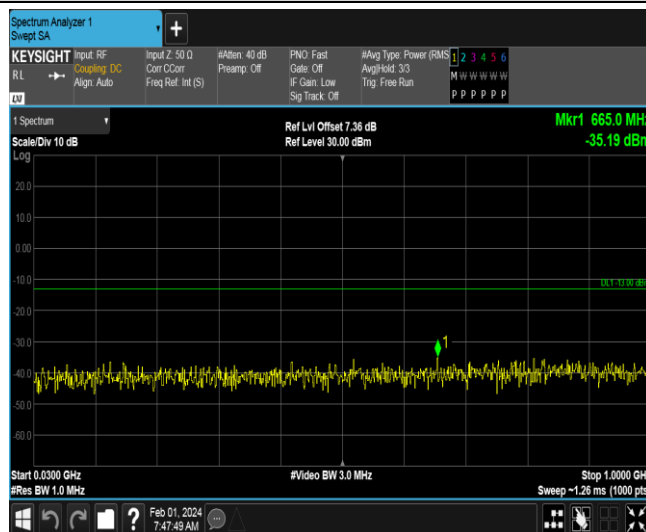 Spectrum Analyzer 1
Swept SA
+
KEYSIGHT
RL
LXI
Input: RF
Coupling: DC
Align: Auto
Input Z: 50 Ω
Corr CCorr
Freq Ref: Int (S)
#Atten: 40 dB
Preamp: Off
PNO: Fast
Gate: Off
IF Gain: Low
Sig Track: Off
#Avg Type: Power (RMS
Avg|Hold: 3/3
Trig: Free Run
1 2 3 4 5 6
M W W W W W
P P P P P P
1 Spectrum
Scale/Div 10 dB
Log
Ref Lvl Offset 7.36 dB
Ref Level 30.00 dBm
Mkr1 665.0 MHz
-35.19 dBm
20.0
10.0
0.00
-10.0
DL1 -13.00 dBm
-20.0
-30.0
1
-40.0
-50.0
-60.0
Start 0.0300 GHz
#Res BW 1.0 MHz
#Video BW 3.0 MHz
Stop 1.0000 GH
Sweep ~1.26 ms (1000 pts
?
Feb 01, 2024
7:47:49 AM